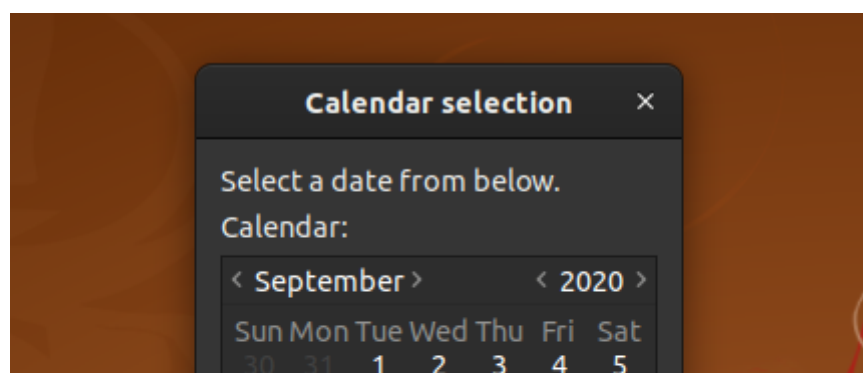 Calendar selection ×
Select a date from below.
Calendar:
< September > < 2020 >
Sun Mon Tue Wed Thu Fri Sat
30 31 1 2 3 4 5